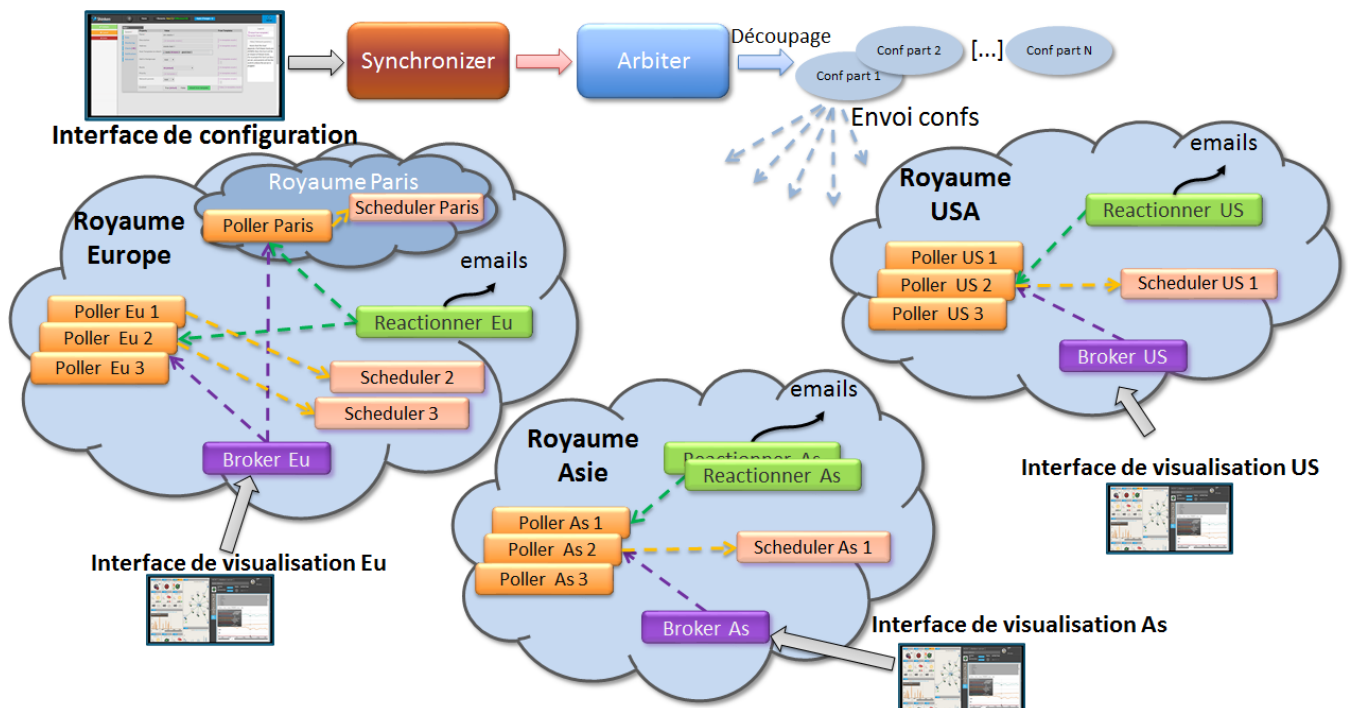 Synchronizer
Arbiter
Découpage
Conf part 1
Conf part 2
[...]
Conf part N
Envoi confs
Interface de configuration
Royaume Paris
Poller Paris
Scheduler Paris
Royaume
Europe
emails
Poller Eu 1
Poller Eu 2
Poller Eu 3
Reactionner Eu
Scheduler 2
Scheduler 3
Broker Eu
Interface de visualisation Eu
Royaume
USA
emails
Reactionner US
Poller US 1
Poller US 2
Poller US 3
Scheduler US 1
Broker US
Interface de visualisation US
Royaume
Asie
emails
Reactionner As
Reactionner As
Poller As 1
Poller As 2
Poller As 3
Scheduler As 1
Broker As
Interface de visualisation As